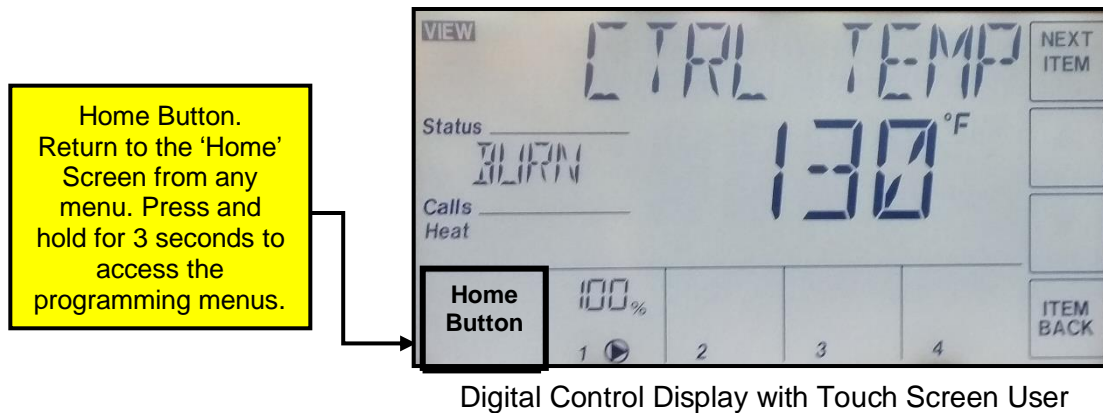 Home Button.
Return to the ‘Home’
Screen from any
menu. Press and
hold for 3 seconds to
access the
programming menus.
VIEW
CTRL TEMP
NEXT
ITEM
Status
BURN
130 °F
Calls
Heat
Home
Button
100%
1
2
3
4
ITEM
BACK
Digital Control Display with Touch Screen User